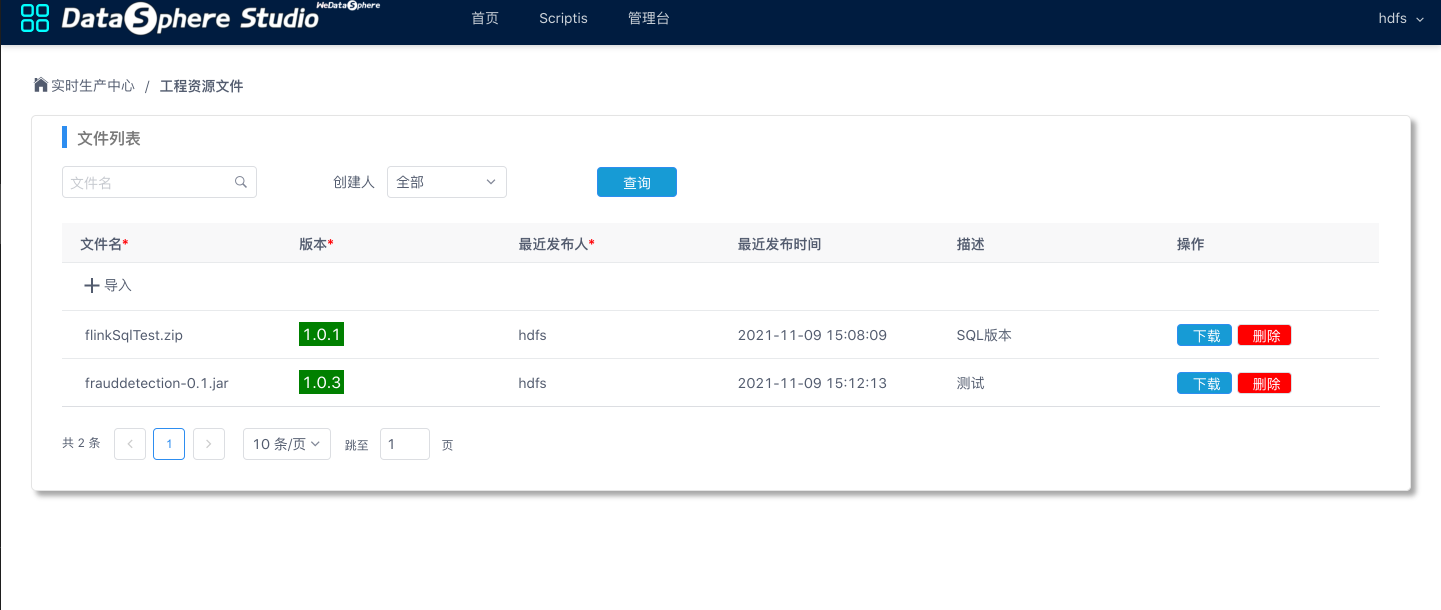 DataSphere Studio WeDataSphere 首页 Scriptis 管理台 hdfs
实时生产中心 / 工程资源文件
文件列表
文件名 创建人 全部 查询
文件名* 版本* 最近发布人* 最近发布时间 描述 操作
导入
flinkSqlTest.zip 1.0.1 hdfs 2021-11-09 15:08:09 SQL版本 下载 删除
frauddetection-0.1.jar 1.0.3 hdfs 2021-11-09 15:12:13 测试 下载 删除
共 2 条 1 10 条/页 跳至 1 页